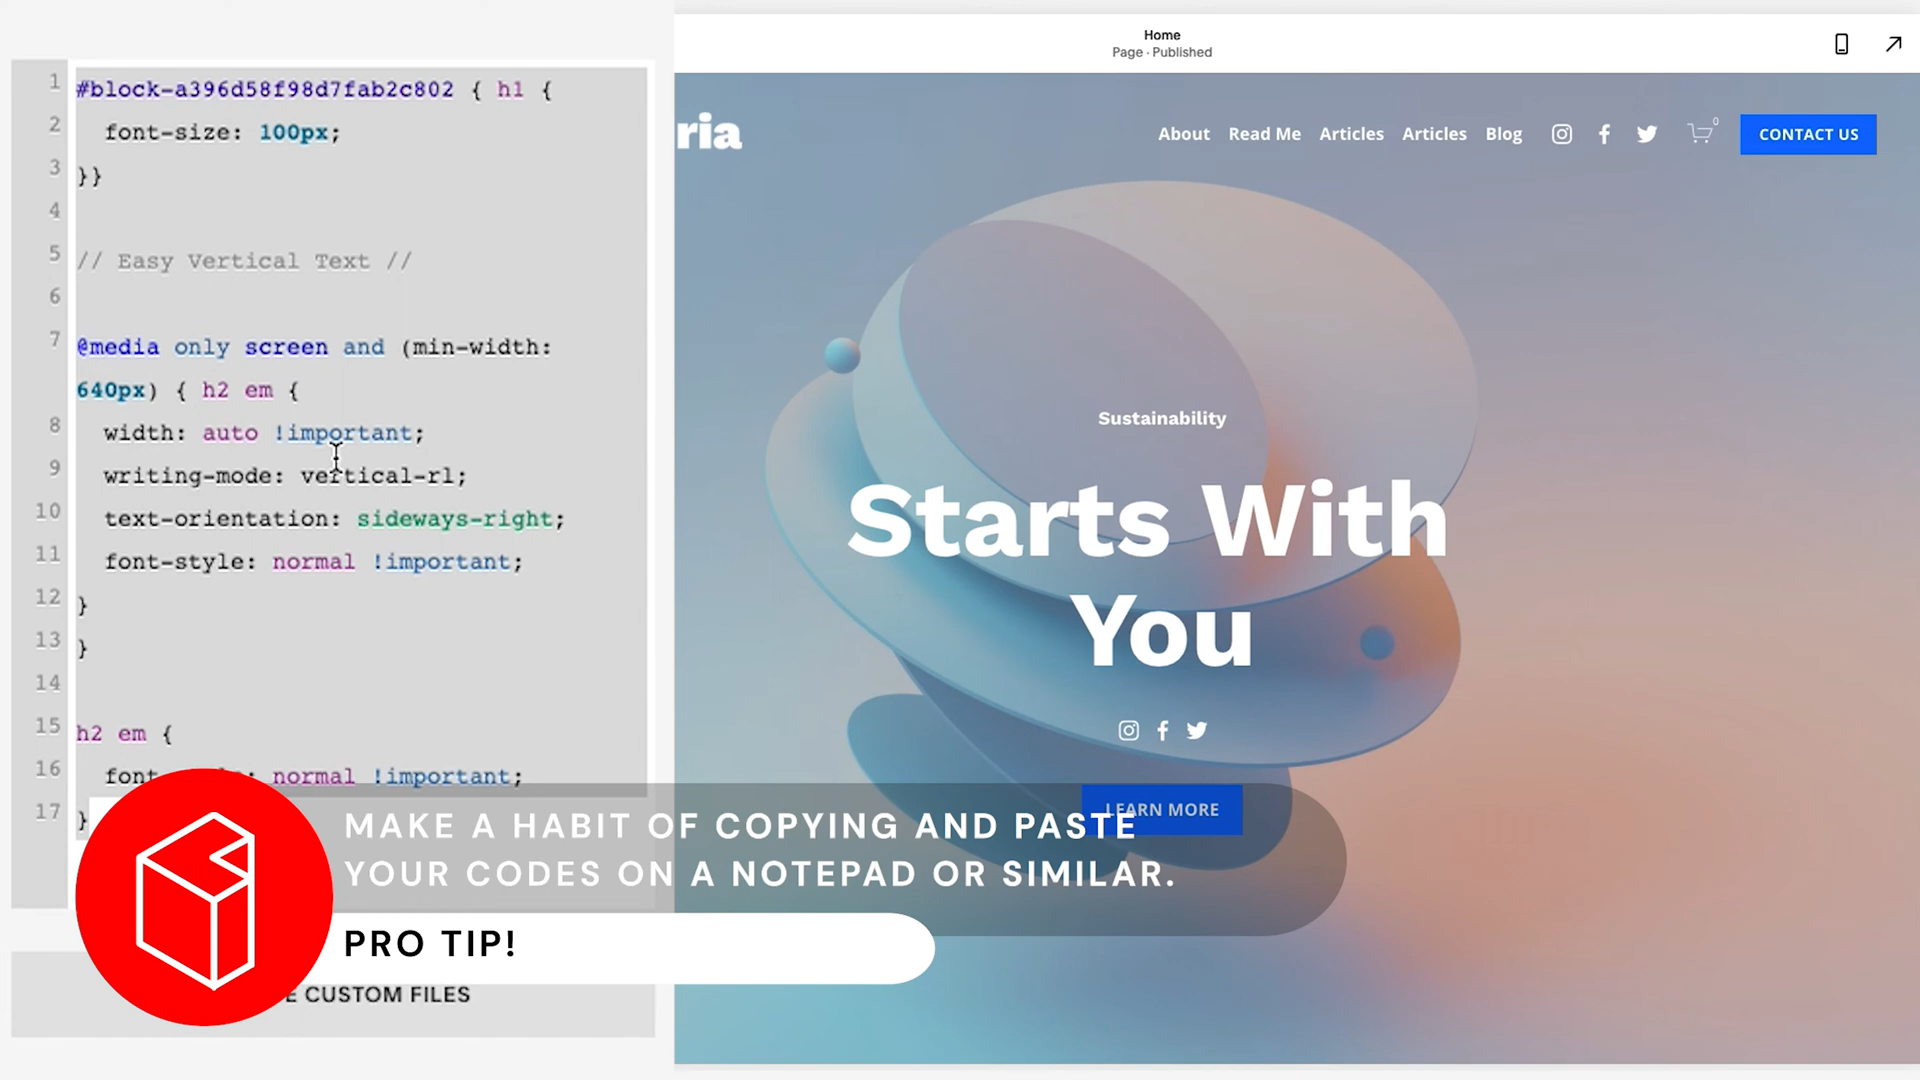 1 #block-a396d58f98d7fab2c802 { h1 {
2 font-size: 100px;
3 }}
4
5 // Easy Vertical Text //
6
7 @media only screen and (min-width:
640px) { h2 em {
8 width: auto !important;
9 writing-mode: vertical-rl;
10 text-orientation: sideways-right;
11 font-style: normal !important;
12 }
13 }
14
15 h2 em {
16 font normal !important;
17 }
CUSTOM FILES
Home
Page · Published
ria
About Read Me Articles Articles Blog 0 CONTACT US
Sustainability
Starts With
You
LEARN MORE
MAKE A HABIT OF COPYING AND PASTE
YOUR CODES ON A NOTEPAD OR SIMILAR.
PRO TIP!